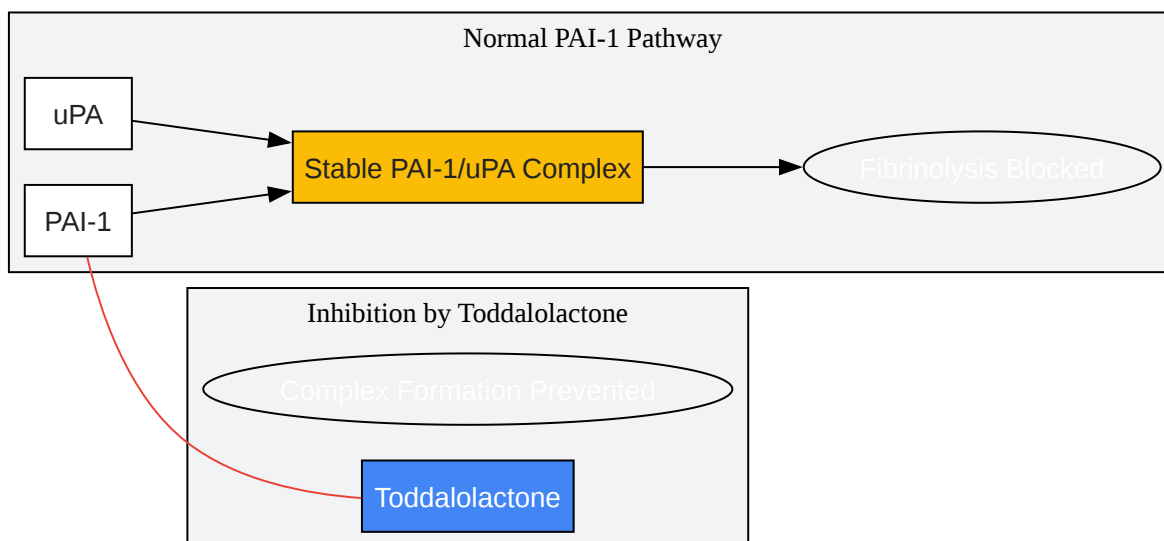 Normal PAI-1 Pathway
uPA
PAI-1
Stable PAI-1/uPA Complex
Fibrinolysis Blocked
Inhibition by Toddalolactone
Complex Formation Prevented
Toddalolactone